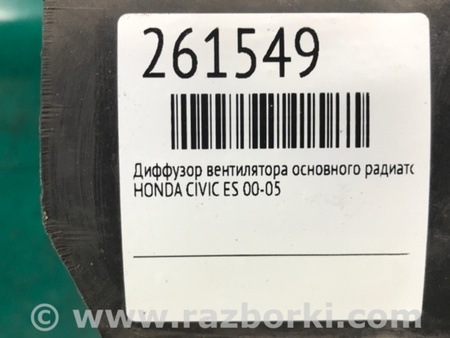 261549
Диффузор вентилятора основного радиатс
HONDA CIVIC ES 00-05
© www.razborki.com